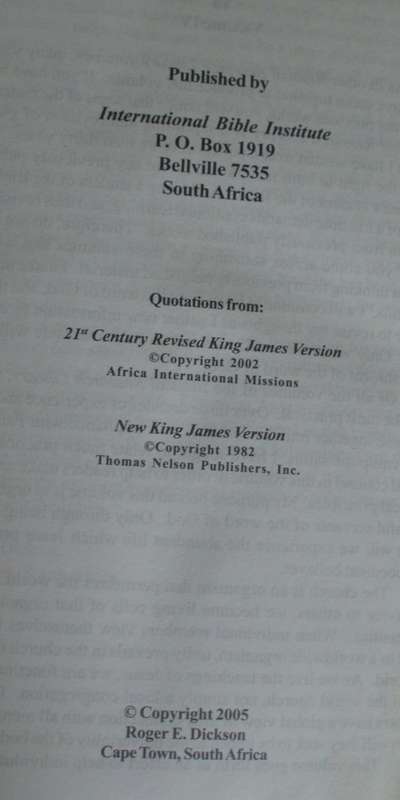 Published by
International Bible Institute
P. O. Box 1919
Bellville 7535
South Africa
Quotations from:
21st Century Revised King James Version
©Copyright 2002
Africa International Missions
New King James Version
©Copyright 1982
Thomas Nelson Publishers, Inc.
© Copyright 2005
Roger E. Dickson
Cape Town, South Africa